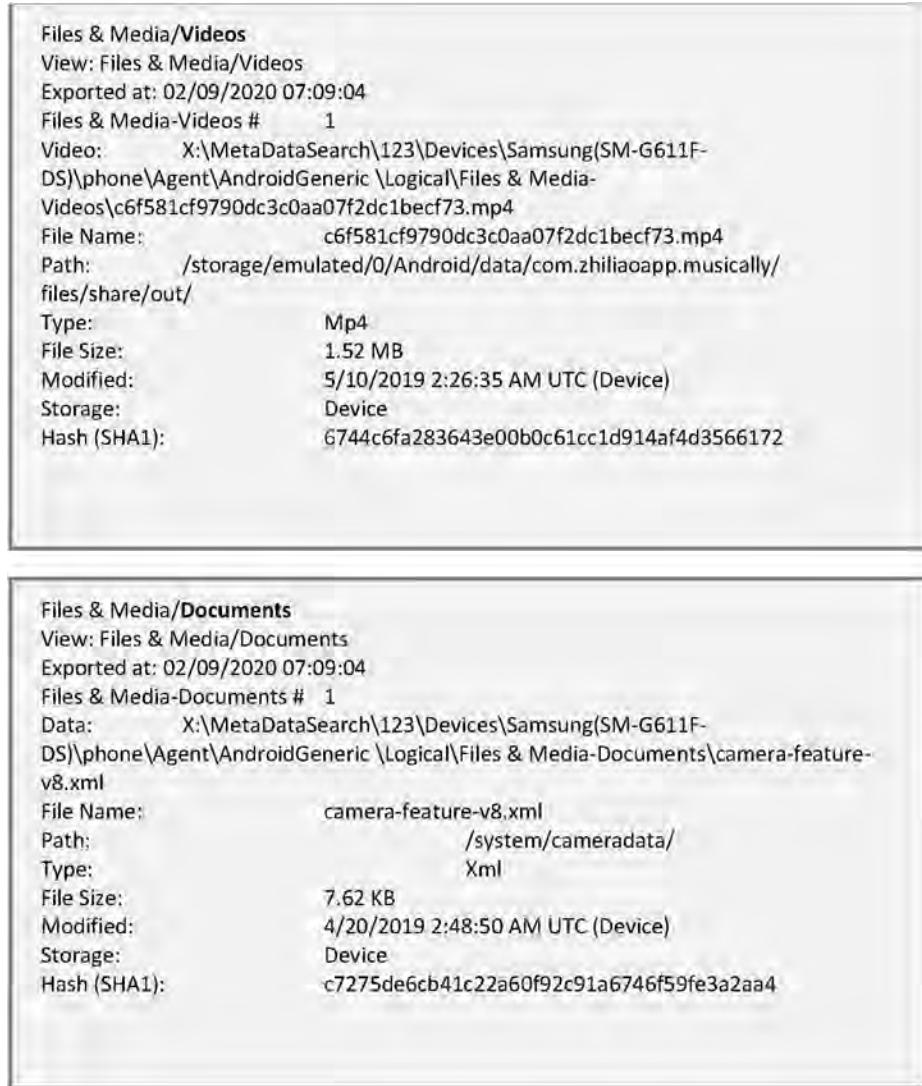 Files & Media/Videos
View: Files & Media/Videos
Exported at: 02/09/2020 07:09:04
Files & Media-Videos # 1
Video: X:\MetaDataSearch\123\Devices\Samsung(SM-G611F-
DS)\phone\Agent\AndroidGeneric \Logical\Files & Media-
Videos\c6f581cf9790dc3c0aa07f2dc1becf73.mp4
File Name: c6f581cf9790dc3c0aa07f2dc1becf73.mp4
Path: /storage/emulated/0/Android/data/com.zhiliaoapp.musically/
files/share/out/
Type: Mp4
File Size: 1.52 MB
Modified: 5/10/2019 2:26:35 AM UTC (Device)
Storage: Device
Hash (SHA1): 6744c6fa283643e00b0c61cc1d914af4d3566172
Files & Media/Documents
View: Files & Media/Documents
Exported at: 02/09/2020 07:09:04
Files & Media-Documents # 1
Data: X:\MetaDataSearch\123\Devices\Samsung(SM-G611F-
DS)\phone\Agent\AndroidGeneric \Logical\Files & Media-Documents\camera-feature-
v8.xml
File Name: camera-feature-v8.xml
Path: /system/cameradata/
Type: Xml
File Size: 7.62 KB
Modified: 4/20/2019 2:48:50 AM UTC (Device)
Storage: Device
Hash (SHA1): c7275de6cb41c22a60f92c91a6746f59fe3a2aa4